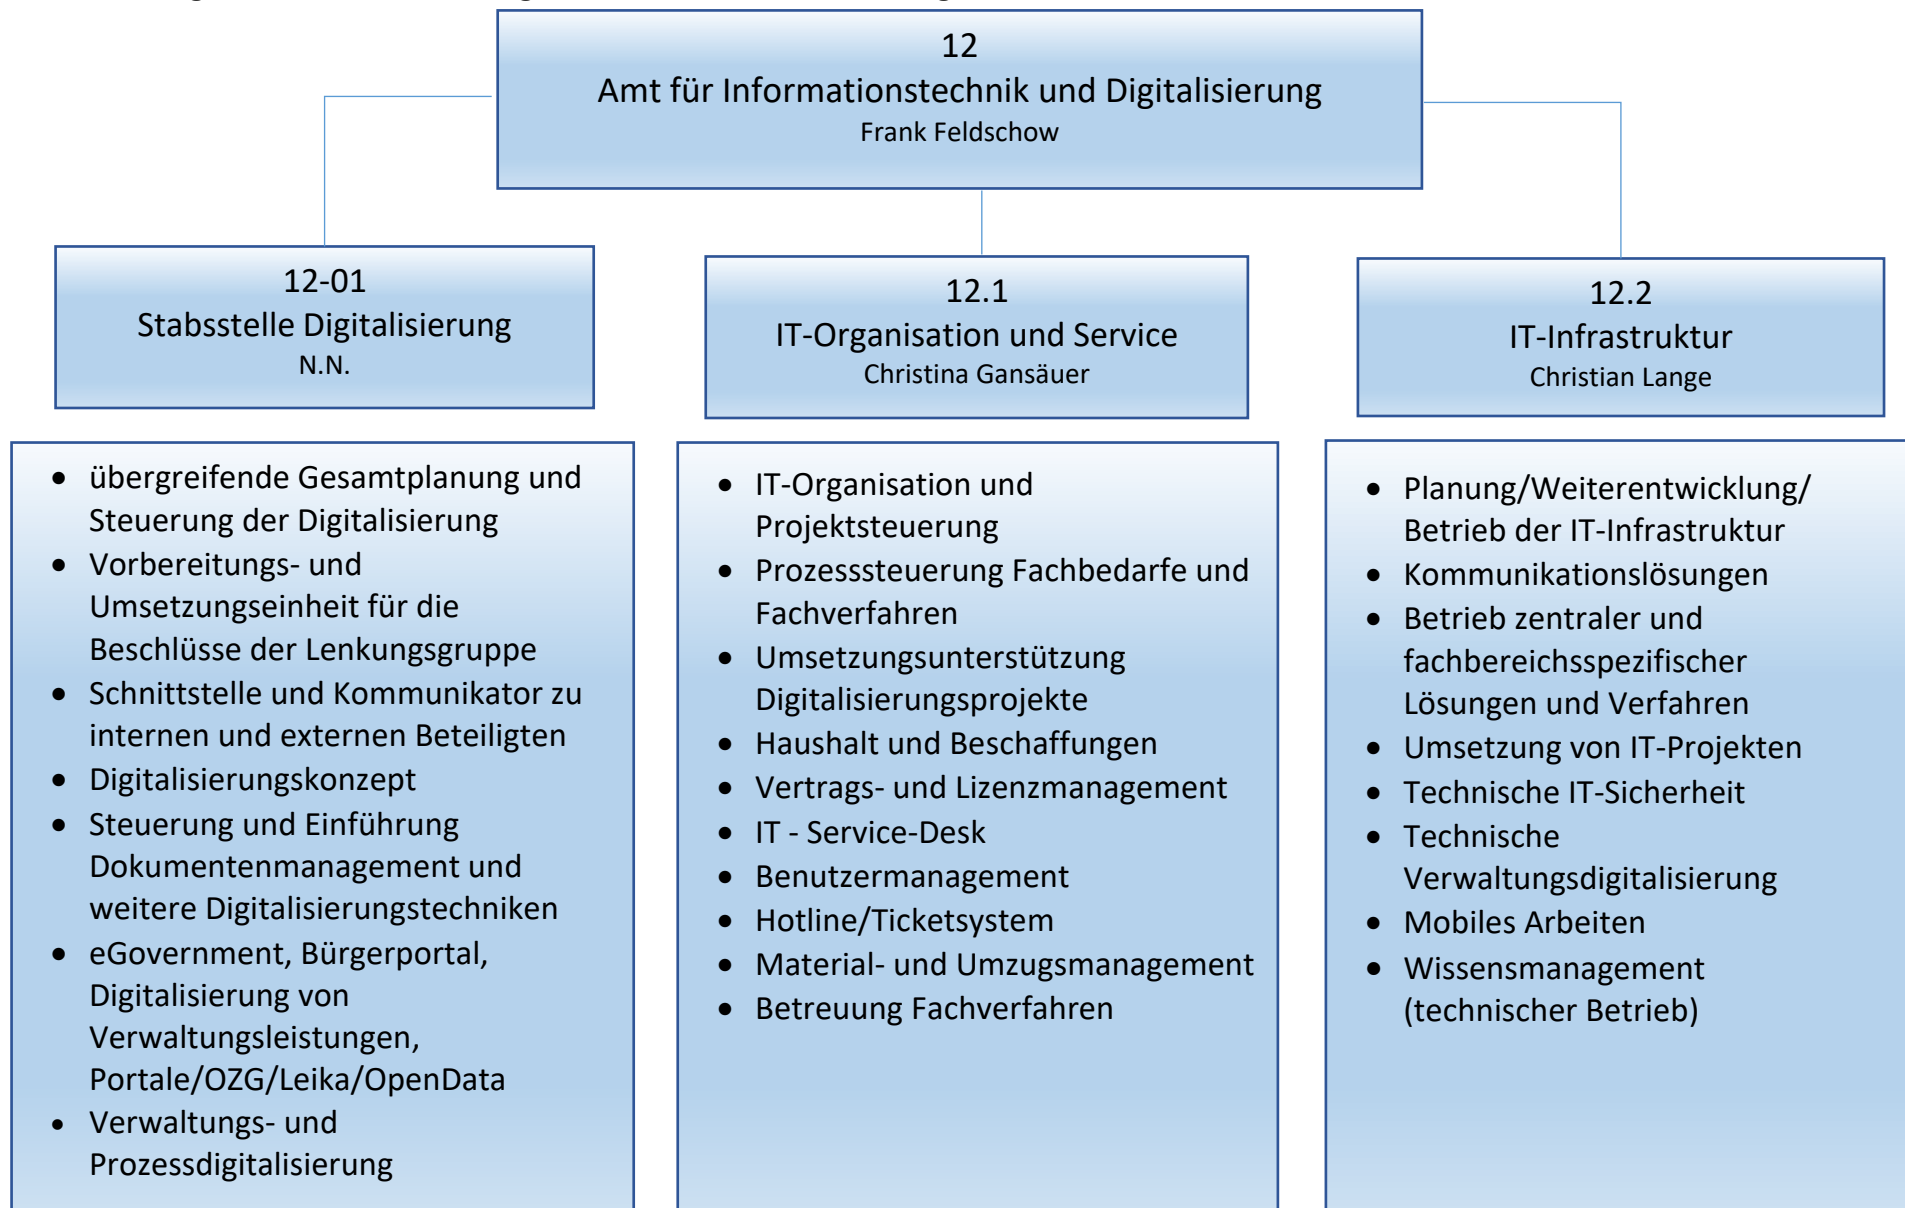 12
Amt für Informationstechnik und Digitalisierung
Frank Feldschow
12-01
Stabsstelle Digitalisierung
N.N.
12.1
IT-Organisation und Service
Christina Gansäuer
12.2
IT-Infrastruktur
Christian Lange
• übergreifende Gesamtplanung und
Steuerung der Digitalisierung
• Vorbereitungs- und
Umsetzungseinheit für die
Beschlüsse der Lenkungsgruppe
• Schnittstelle und Kommunikator zu
internen und externen Beteiligten
• Digitalisierungskonzept
• Steuerung und Einführung
Dokumentenmanagement und
weitere Digitalisierungstechniken
• eGovernment, Bürgerportal,
Digitalisierung von
Verwaltungsleistungen,
Portale/OZG/Leika/OpenData
• Verwaltungs- und
Prozessdigitalisierung
• IT-Organisation und
Projektsteuerung
• Prozesssteuerung Fachbedarfe und
Fachverfahren
• Umsetzungsunterstützung
Digitalisierungsprojekte
• Haushalt und Beschaffungen
• Vertrags- und Lizenzmanagement
• IT - Service-Desk
• Benutzermanagement
• Hotline/Ticketsystem
• Material- und Umzugsmanagement
• Betreuung Fachverfahren
• Planung/Weiterentwicklung/
Betrieb der IT-Infrastruktur
• Kommunikationslösungen
• Betrieb zentraler und
fachbereichsspezifischer
Lösungen und Verfahren
• Umsetzung von IT-Projekten
• Technische IT-Sicherheit
• Technische
Verwaltungsdigitalisierung
• Mobiles Arbeiten
• Wissensmanagement
(technischer Betrieb)